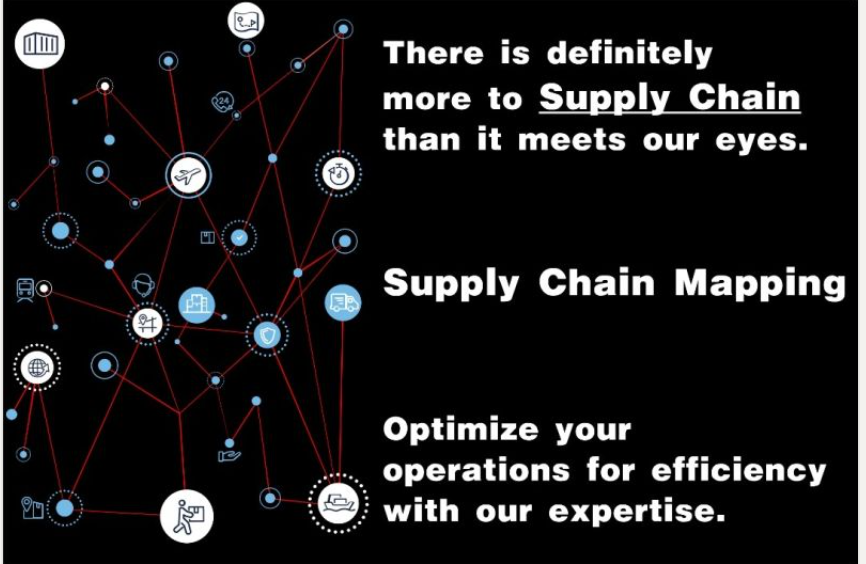 There is definitely
more to Supply Chain
than it meets our eyes.
24
Supply Chain Mapping
Optimize your
operations for efficiency
with our expertise.